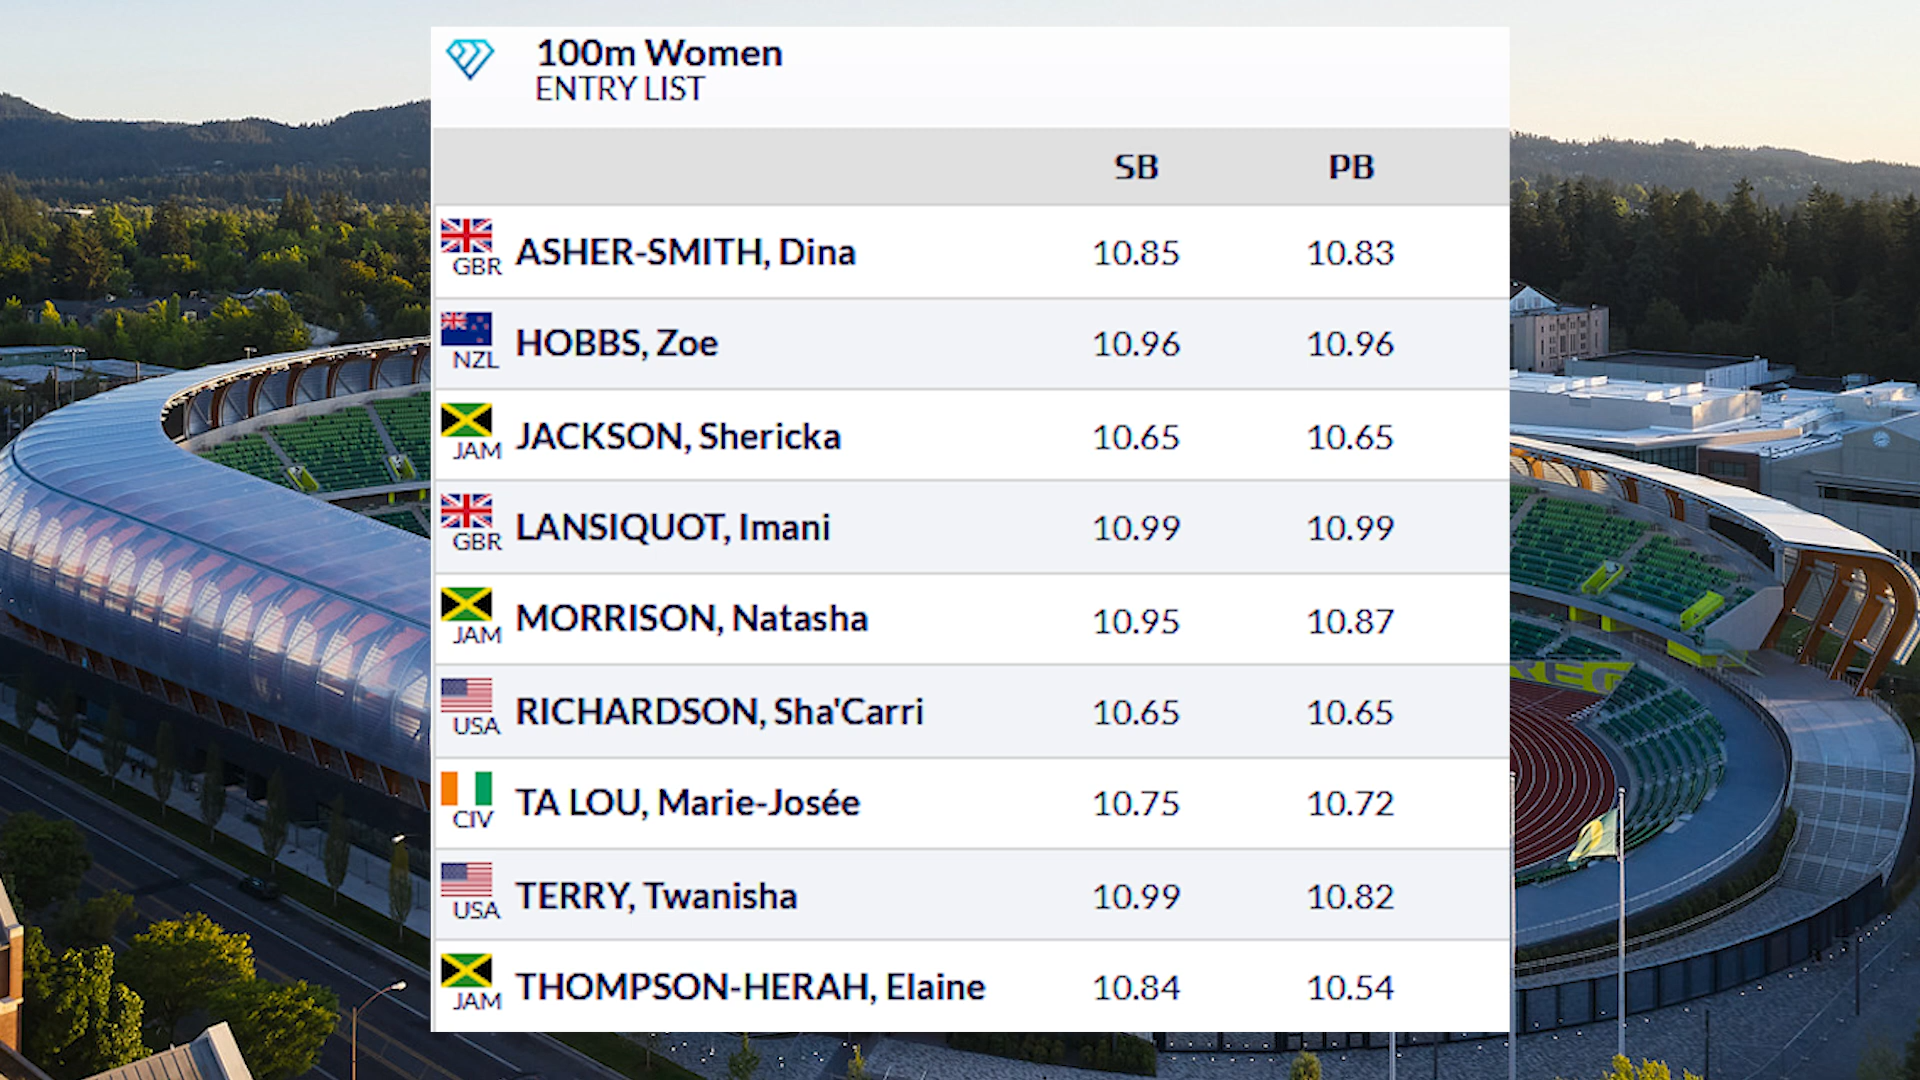 100m Women
ENTRY LIST
SB PB
GBR ASHER-SMITH, Dina 10.85 10.83
NZL HOBBS, Zoe 10.96 10.96
JAM JACKSON, Shericka 10.65 10.65
GBR LANSIQUOT, Imani 10.99 10.99
JAM MORRISON, Natasha 10.95 10.87
USA RICHARDSON, Sha'Carri 10.65 10.65
CIV TA LOU, Marie-Josée 10.75 10.72
USA TERRY, Twanisha 10.99 10.82
JAM THOMPSON-HERAH, Elaine 10.84 10.54